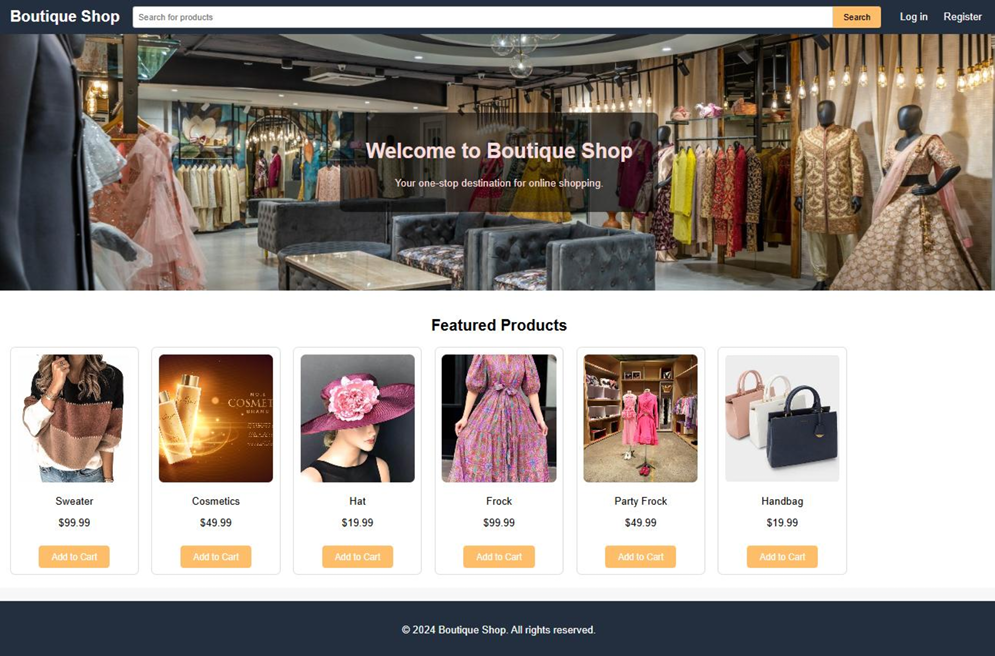 Boutique Shop
Search for products
Search
Log in
Register
Welcome to Boutique Shop
Your one-stop destination for online shopping.
Featured Products
NO.1
COSMET
BRAND
Sweater
Cosmetics
Hat
Frock
Party Frock
Handbag
$99.99
$49.99
$19.99
$99.99
$49.99
$19.99
Add to Cart
Add to Cart
Add to Cart
Add to Cart
Add to Cart
Add to Cart
© 2024 Boutique Shop. All rights reserved.